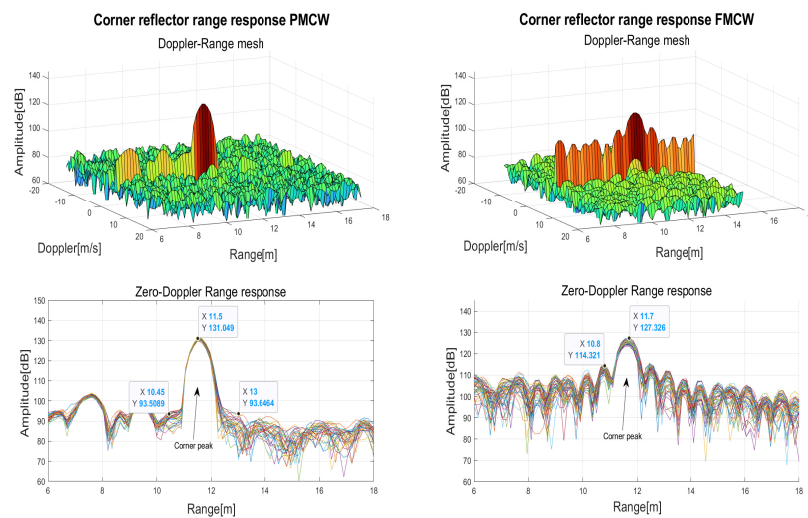 Corner reflector range response PMCW
Doppler-Range mesh
Amplitude[dB]
140
120
100
80
60
-20
-10
0
10
20
Doppler[m/s]
6
8
10
12
14
16
18
Range[m]
Corner reflector range response FMCW
Doppler-Range mesh
Amplitude[dB]
140
120
100
80
60
-20
-10
0
10
20
Doppler[m/s]
6
8
10
12
14
16
Range[m]
Zero-Doppler Range response
Amplitude[dB]
150
140
130
120
110
100
90
80
70
60
X 11.5
Y 131.049
X 10.45
Y 93.5089
X 13
Y 93.6464
Corner peak
6 8 10 12 14 16 18
Range[m]
Zero-Doppler Range response
Amplitude[dB]
140
130
120
110
100
90
80
70
60
X 11.7
Y 127.326
X 10.8
Y 114.321
Corner peak
6 8 10 12 14 16 18
Range[m]